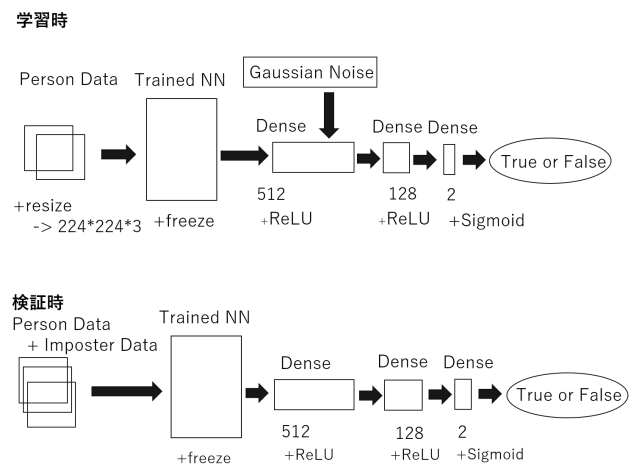 学習時
Gaussian Noise
Person Data
Trained NN
Dense
Dense
Dense
True or False
+resize
-> 224*224*3
+freeze
512
+ReLU
128
+ReLU
2
+Sigmoid
検証時
Person Data
+ Imposter Data
Trained NN
Dense
Dense
Dense
True or False
+freeze
512
+ReLU
128
+ReLU
2
+Sigmoid